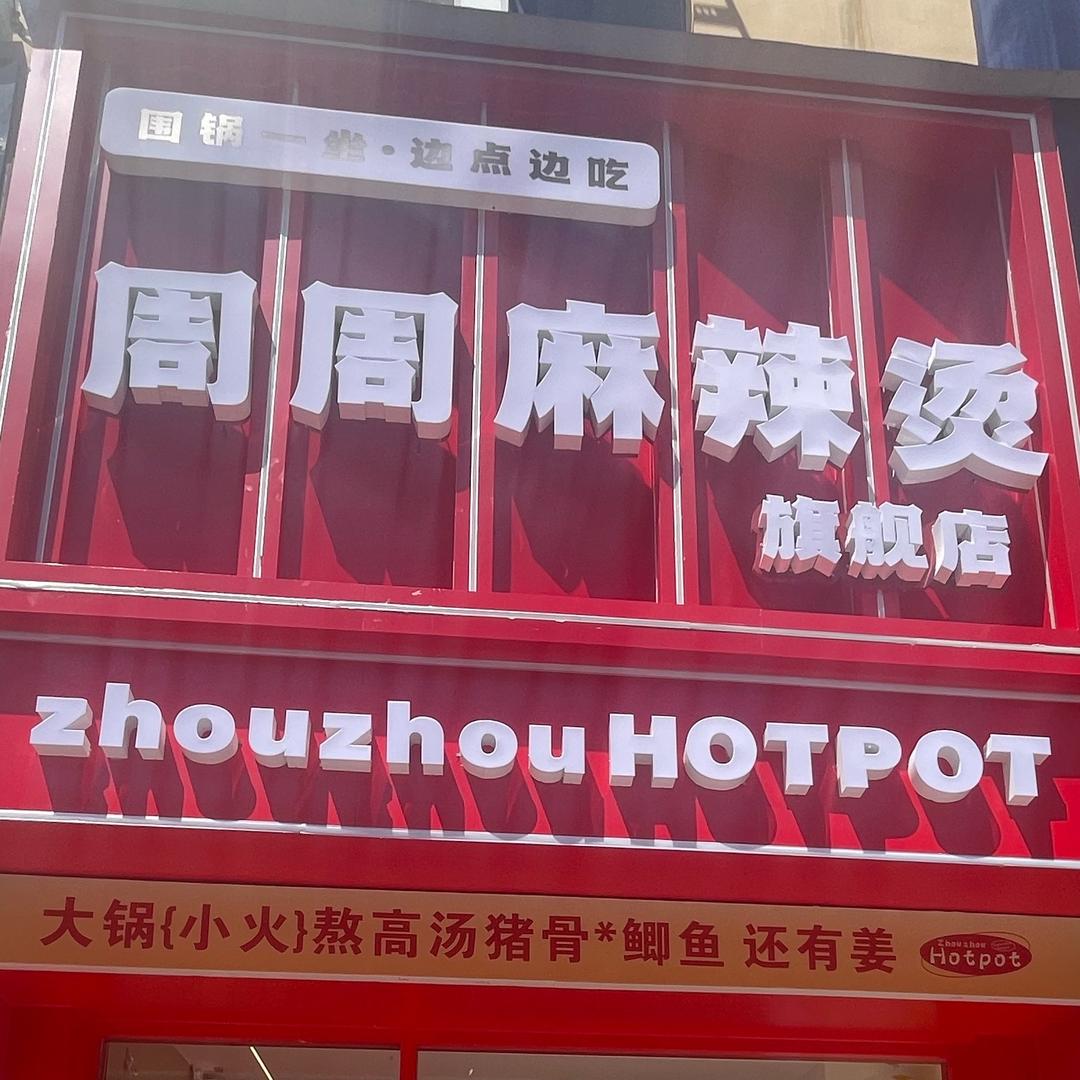 围锅一坐·边点边吃
周周麻辣烫
旗舰店
zhouzhou HOTPOT
大锅{小火}熬高汤猪骨*鲫鱼 还有姜
Zhouzhou
Hotpot